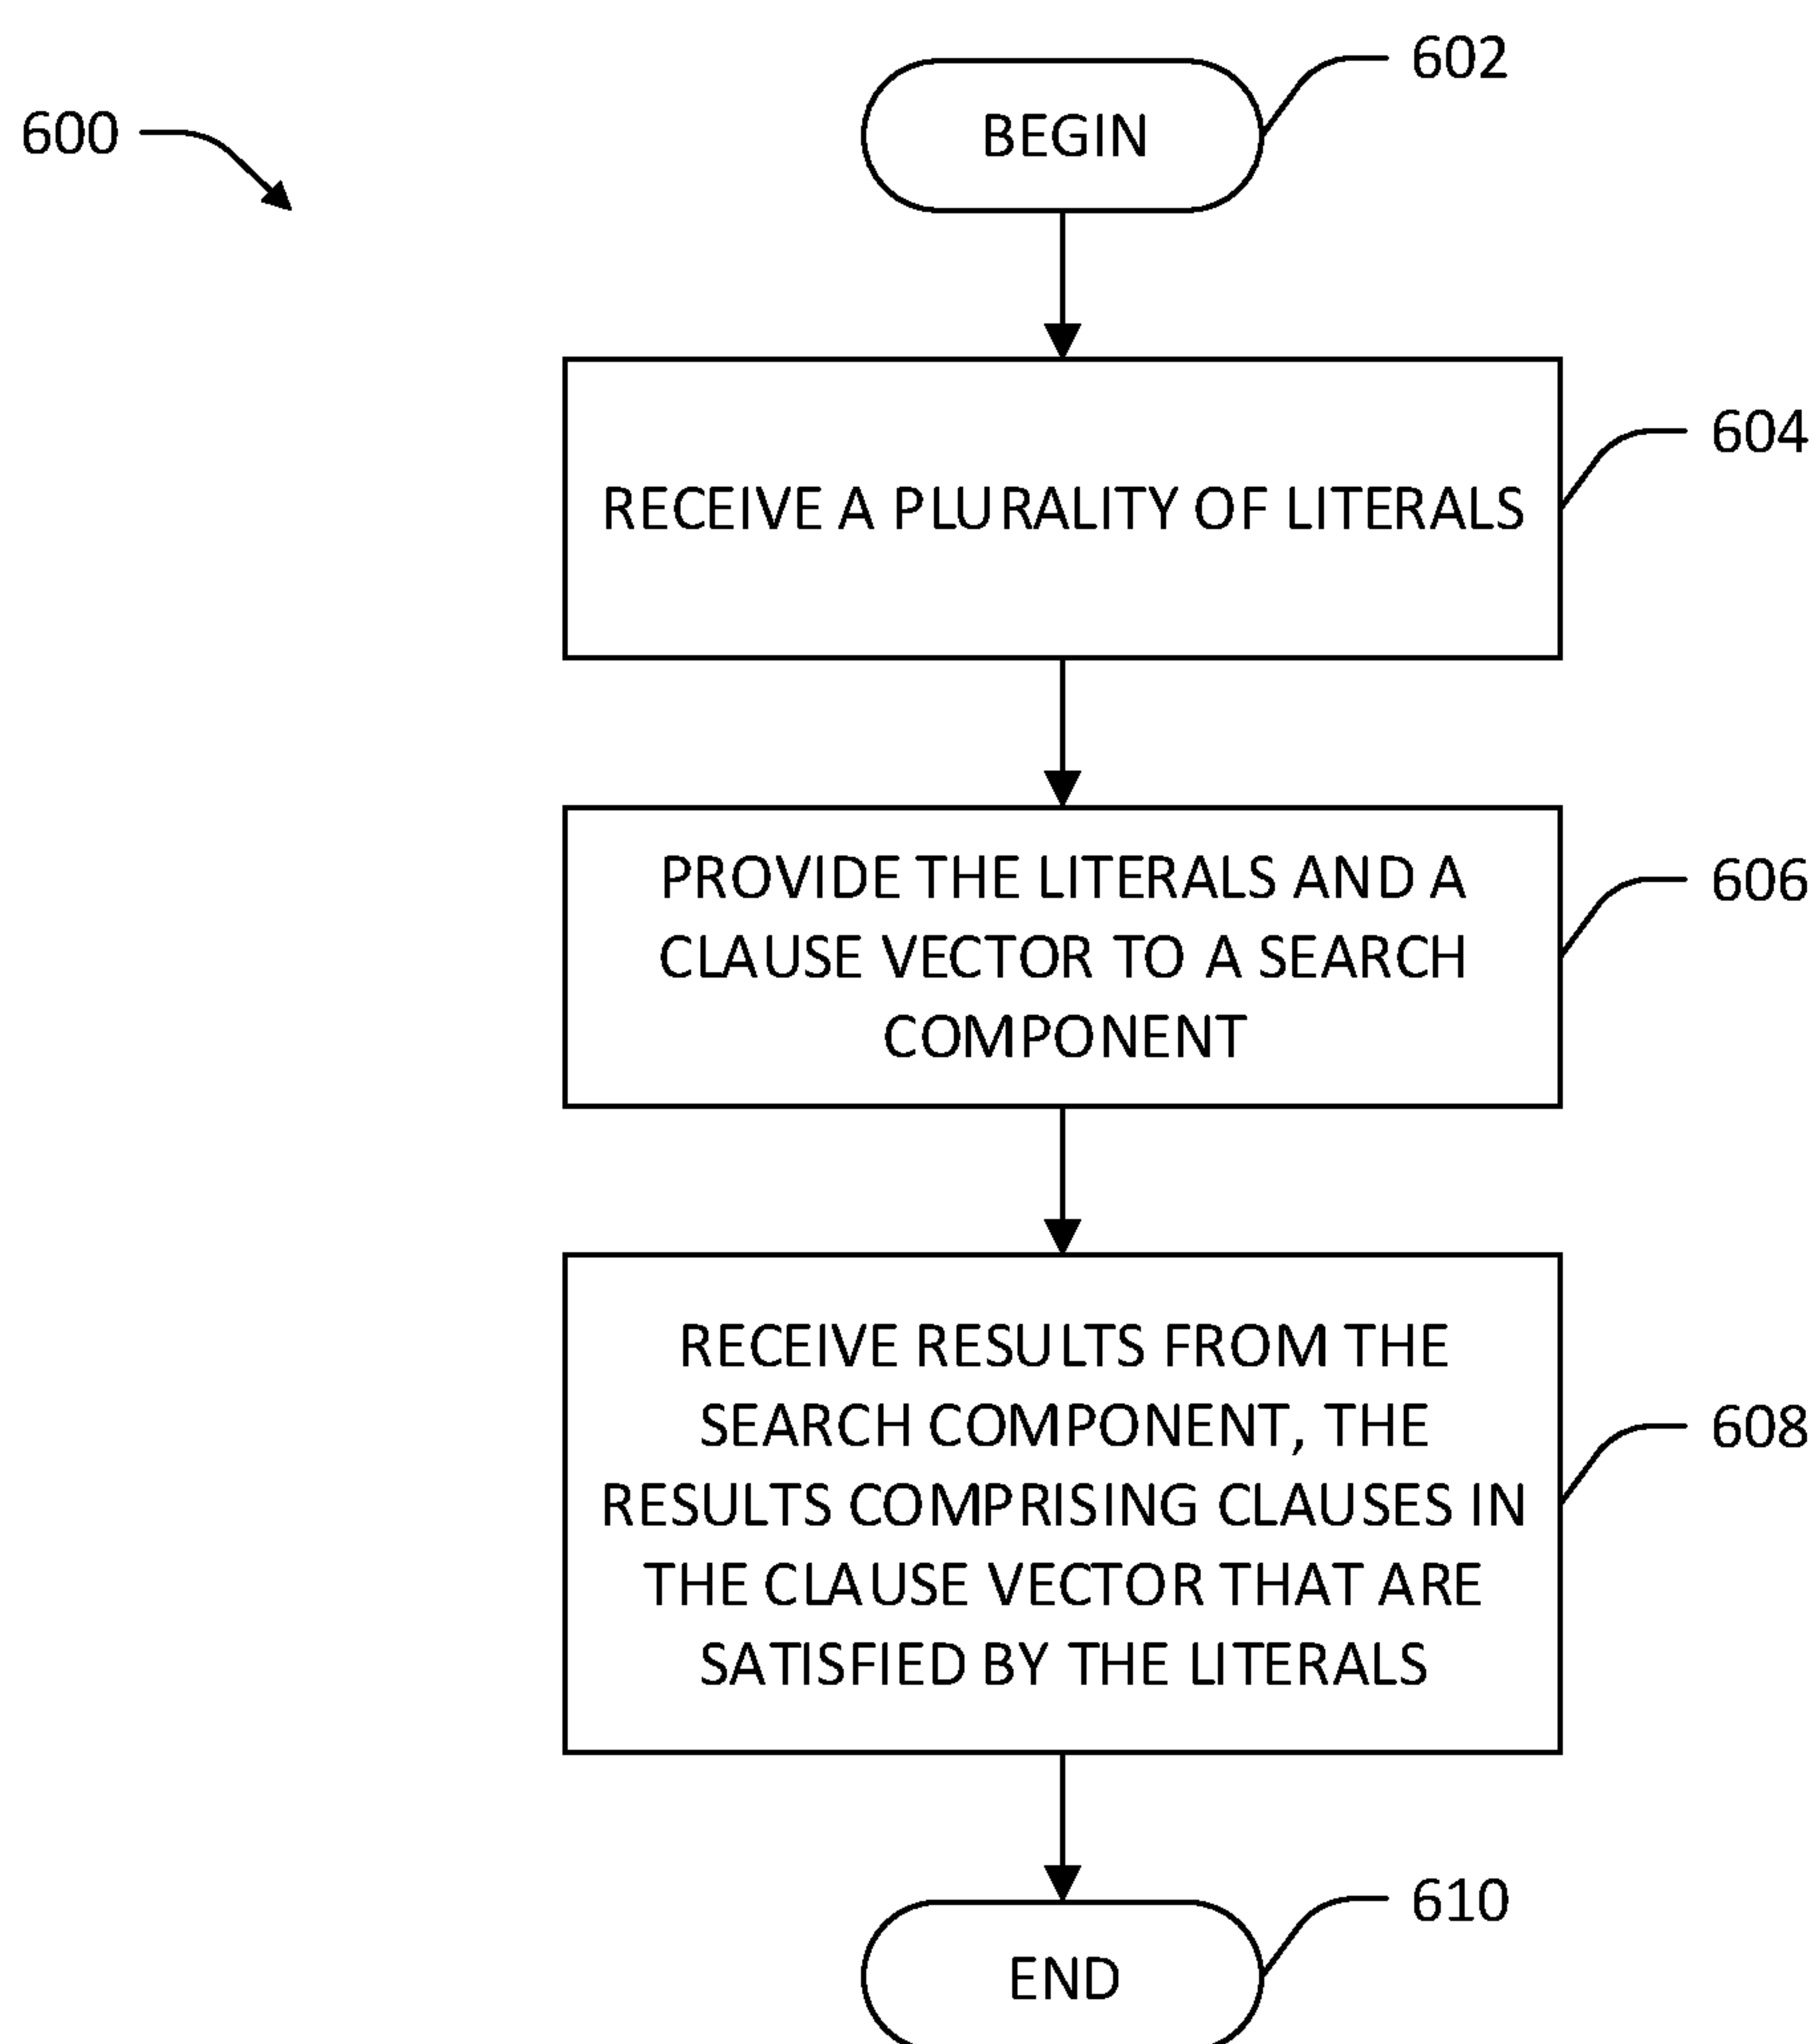 602
BEGIN
600
604
RECEIVE A PLURALITY OF LITERALS
606
PROVIDE THE LITERALS AND A
CLAUSE VECTOR TO A SEARCH
COMPONENT
608
RECEIVE RESULTS FROM THE
SEARCH COMPONENT, THE
RESULTS COMPRISING CLAUSES IN
THE CLAUSE VECTOR THAT ARE
SATISFIED BY THE LITERALS
610
END